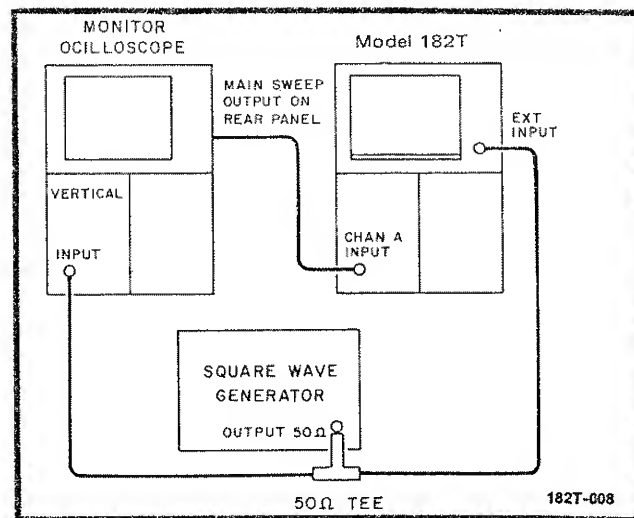 MONITOR
OCILLOSCOPE
Model 182T
MAIN SWEEP
OUTPUT ON
REAR PANEL
EXT
INPUT
VERTICAL
INPUT
CHAN A
INPUT
SQUARE WAVE
GENERATOR
OUTPUT 50Ω
50Ω TEE
182T-008